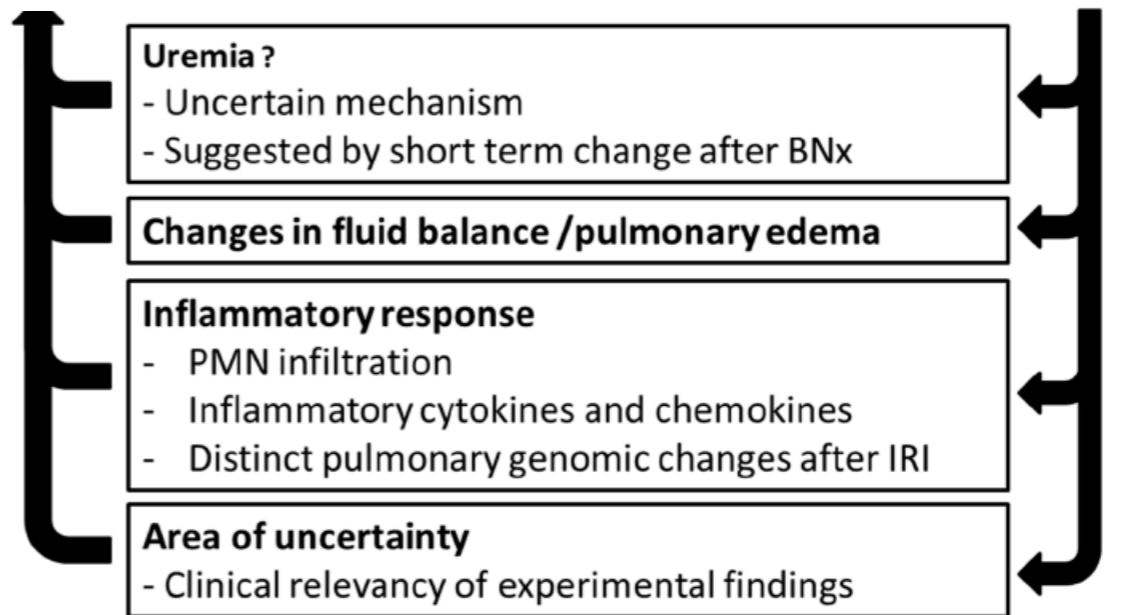 Uremia ?
- Uncertain mechanism
- Suggested by short term change after BNx
Changes in fluid balance /pulmonary edema
Inflammatory response
- PMN infiltration
- Inflammatory cytokines and chemokines
- Distinct pulmonary genomic changes after IRI
Area of uncertainty
- Clinical relevancy of experimental findings